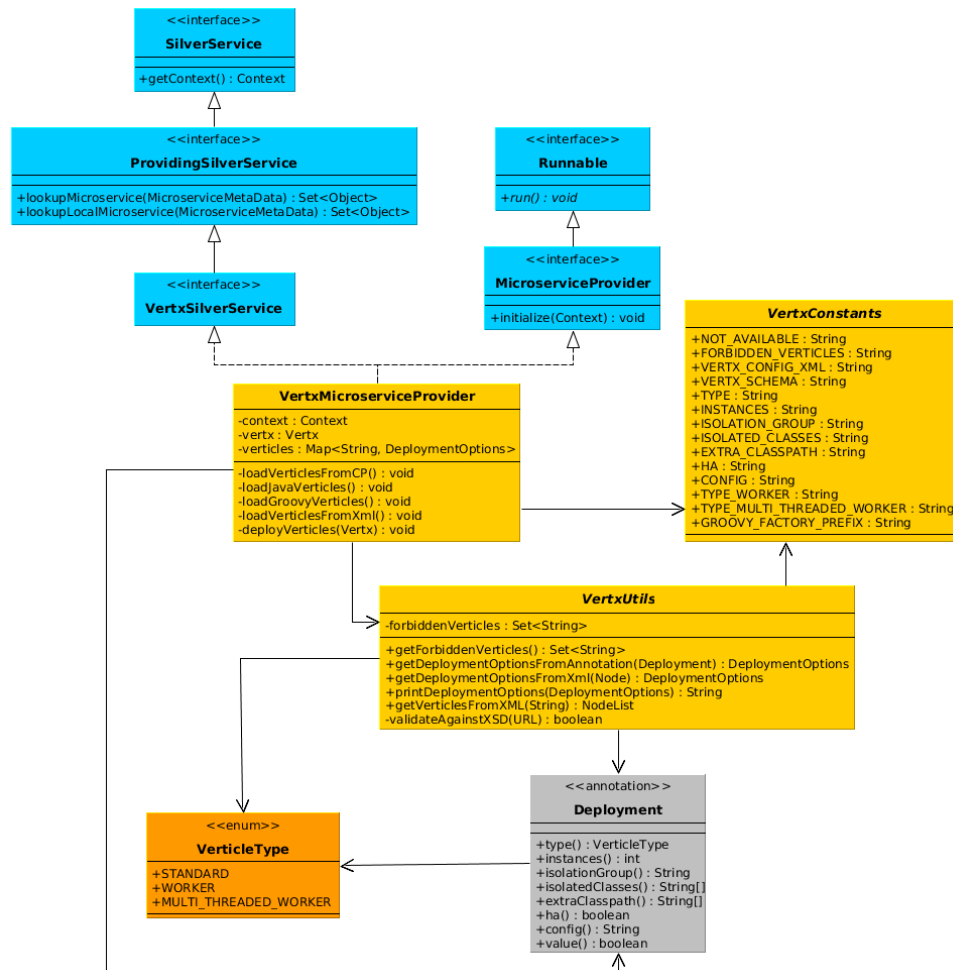 <<interface>>
SilverService
+getContext() : Context
<<interface>>
ProvidingSilverService
+lookupMicroservice(MicroserviceMetaData) : Set<Object>
+lookupLocalMicroservice(MicroserviceMetaData) : Set<Object>
<<interface>>
Runnable
+run() : void
<<interface>>
VertxSilverService
<<interface>>
MicroserviceProvider
+initialize(Context) : void
VertxConstants
+NOT_AVAILABLE : String
+FORBIDDEN_VERTICLES : String
+VERTX_CONFIG_XML : String
+VERTX_SCHEMA : String
+TYPE : String
+INSTANCES : String
+ISOLATION_GROUP : String
+ISOLATED_CLASSES : String
+EXTRA_CLASSPATH : String
+HA : String
+CONFIG : String
+TYPE_WORKER : String
+TYPE_MULTI_THREADED_WORKER : String
+GROOVY_FACTORY_PREFIX : String
VertxMicroserviceProvider
-context : Context
-vertx : Vertx
-verticles : Map<String, DeploymentOptions>
-loadVerticlesFromCP() : void
-loadJavaVerticles() : void
-loadGroovyVerticles() : void
-loadVerticlesFromXml() : void
-deployVerticles(Vertx) : void
VertxUtils
-forbiddenVerticles : Set<String>
+getForbiddenVerticles() : Set<String>
+getDeploymentOptionsFromAnnotation(Deployment) : DeploymentOptions
+getDeploymentOptionsFromXml(Node) : DeploymentOptions
+printDeploymentOptions(DeploymentOptions) : String
+getVerticlesFromXML(String) : NodeList
-validateAgainstXSD(URL) : boolean
<<enum>>
VerticleType
+STANDARD
+WORKER
+MULTI_THREADED_WORKER
<<annotation>>
Deployment
+type() : VerticleType
+instances() : int
+isolationGroup() : String
+isolatedClasses() : String[]
+extraClasspath() : String[]
+ha() : boolean
+config() : String
+value() : boolean